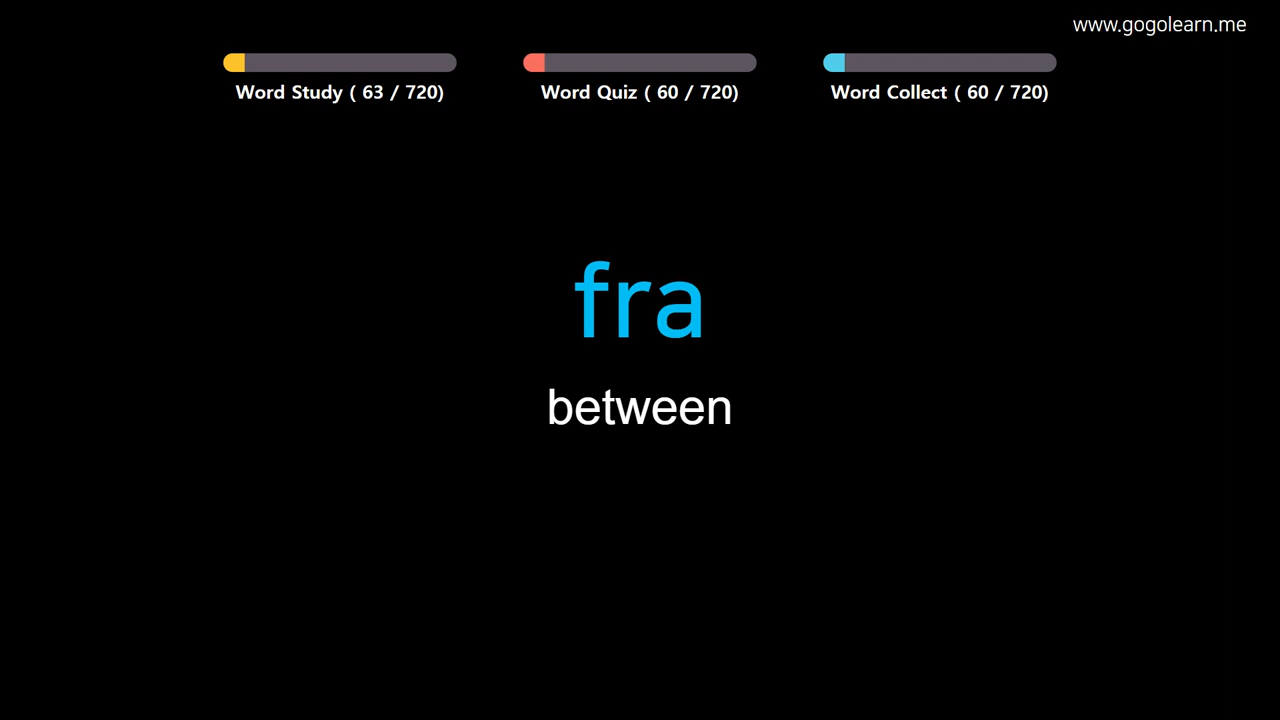 www.gogolearn.me
Word Study ( 63 / 720)
Word Quiz ( 60 / 720)
Word Collect ( 60 / 720)
fra
between